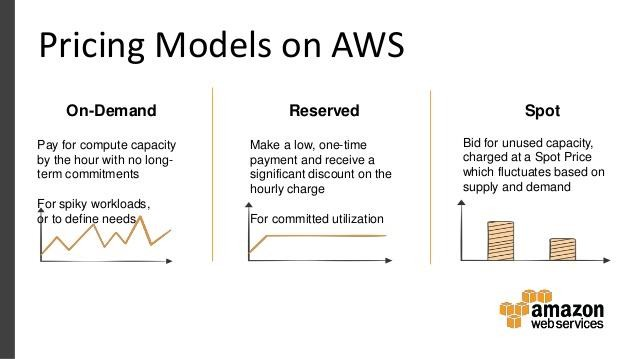 Pricing Models on AWS
On-Demand
Pay for compute capacity
by the hour with no long-
term commitments
For spiky workloads,
or to define needs
Reserved
Make a low, one-time
payment and receive a
significant discount on the
hourly charge
For committed utilization
Spot
Bid for unused capacity,
charged at a Spot Price
which fluctuates based on
supply and demand
amazon
webservices